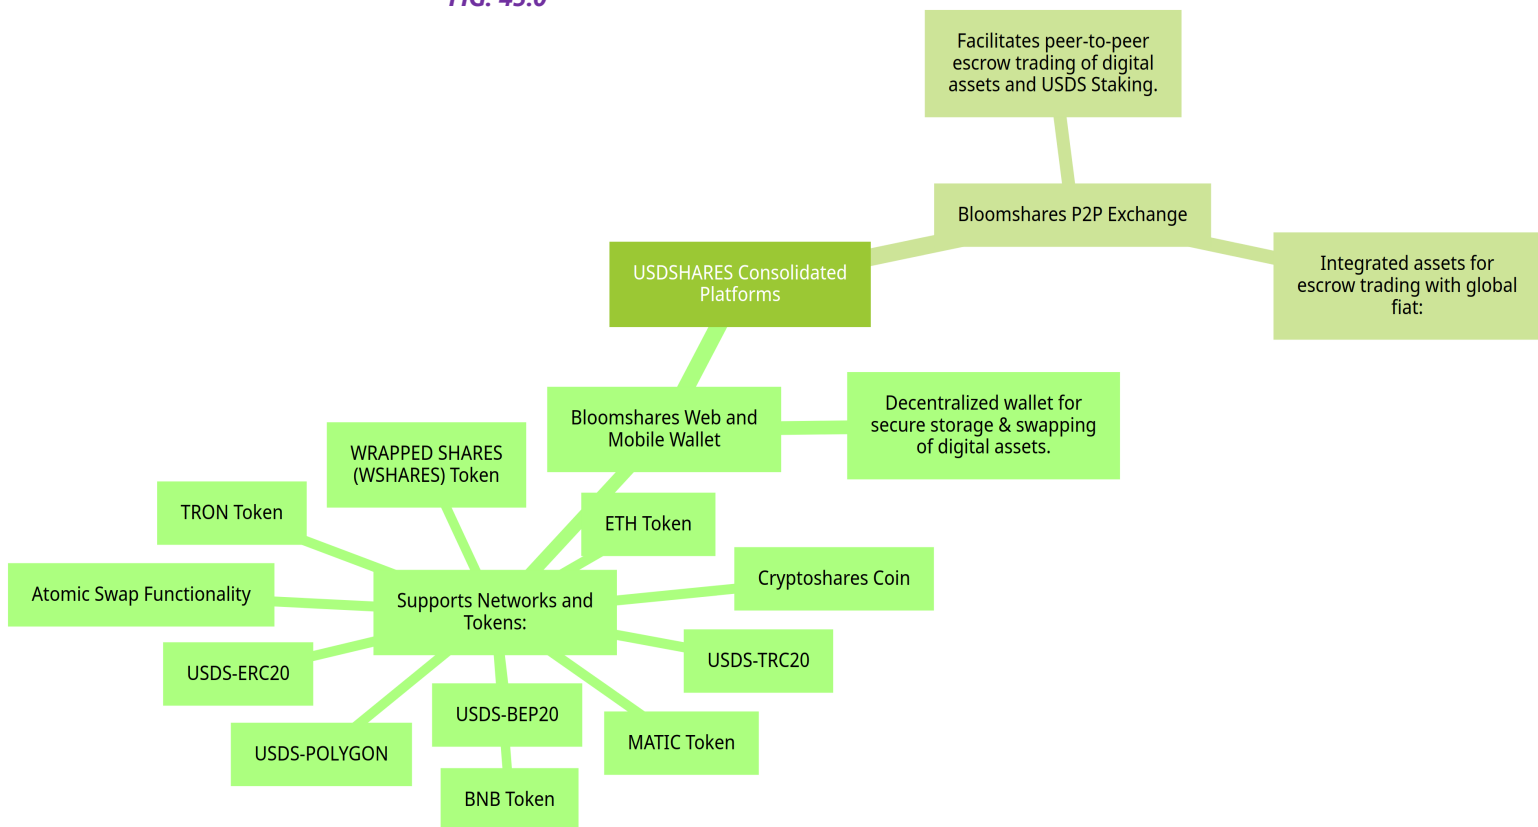 FIG. 45.0
Facilitates peer-to-peer
escrow trading of digital
assets and USDS Staking.
Bloomshares P2P Exchange
Integrated assets for
escrow trading with global
fiat:
USDSHARES Consolidated
Platforms
Bloomshares Web and
Mobile Wallet
Decentralized wallet for
secure storage & swapping
of digital assets.
WRAPPED SHARES
(WSHARES) Token
TRON Token
ETH Token
Cryptoshares Coin
Atomic Swap Functionality
Supports Networks and
Tokens:
USDS-ERC20
USDS-TRC20
USDS-BEP20
MATIC Token
USDS-POLYGON
BNB Token